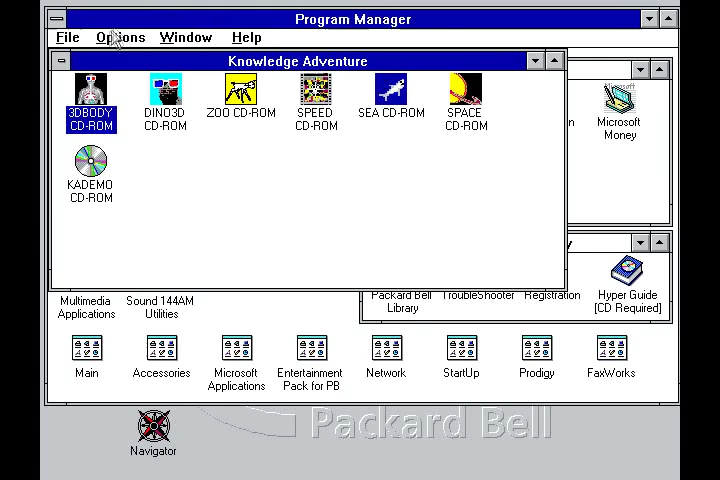 Program Manager
File Options Window Help
Knowledge Adventure
3DBODY CD-ROM
DINO3D CD-ROM
ZOO CD-ROM
SPEED CD-ROM
SEA CD-ROM
SPACE CD-ROM
KADEMO CD-ROM
Microsoft
Microsoft Money
Packard Bell Library
TroubleShooter
Registration
Hyper Guide [CD Required]
Multimedia Applications
Sound 144AM Utilities
Main
Accessories
Microsoft Applications
Entertainment Pack for PB
Network
StartUp
Prodigy
FaxWorks
Packard Bell
Navigator